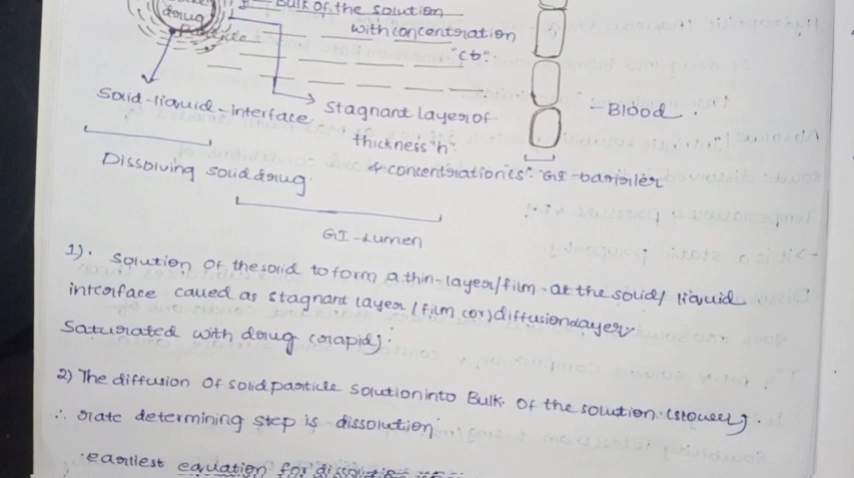 drug
Particle
Bulk of the solution
with concentration
"cb".
Solid-liquid-interface
Stagnant layer of
thickness "h".
& concentration "cs".
-Blood.
GI-barrier
Dissolving solid drug.
GI-Lumen
1). Solution of the solid to form a thin-layer/film-at the solid/liquid
interface called as stagnant layer/film (or) diffusion layer
Saturated with drug (rapid).
2) The diffusion of solid particle solution into Bulk of the solution. (slower).
∴ rate determining step is dissolution
earliest equation for